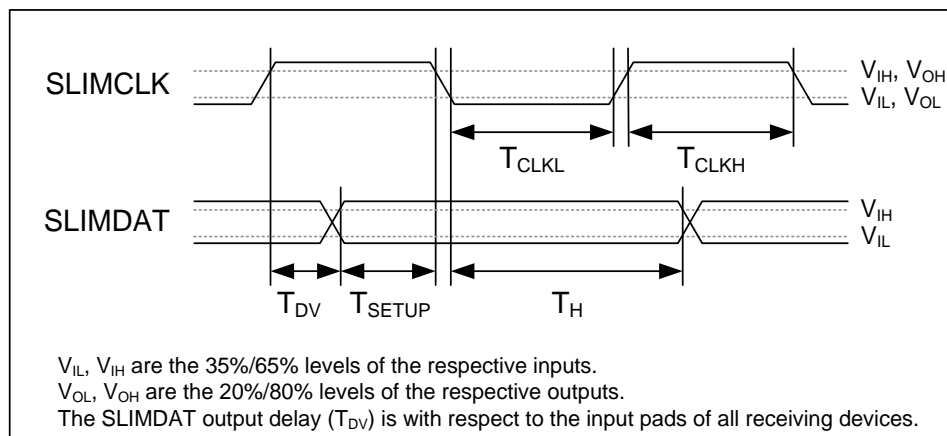 SLIMCLK
V_IH, V_OH
V_IL, V_OL
T_CLKL
T_CLKH
SLIMDAT
V_IH
V_IL
T_DV
T_SETUP
T_H
V_IL, V_IH are the 35%/65% levels of the respective inputs.
V_OL, V_OH are the 20%/80% levels of the respective outputs.
The SLIMDAT output delay (T_DV) is with respect to the input pads of all receiving devices.